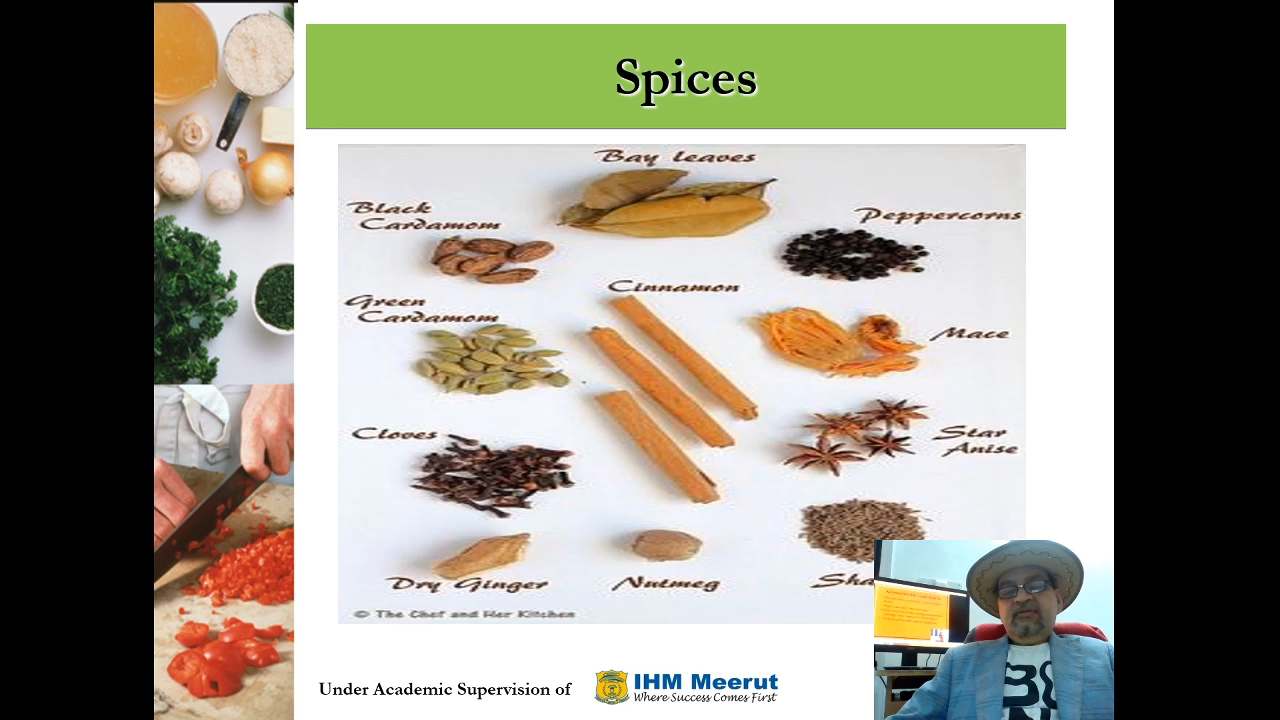 Spices
Bay leaves
Black
Cardamom
Peppercorns
Cinnamon
Green
Cardamom
Mace
Cloves
Star
Anise
Dry Ginger
Nutmeg
© The Chef and Her Kitchen
Under Academic Supervision of
IHM Meerut
Where Success Comes First